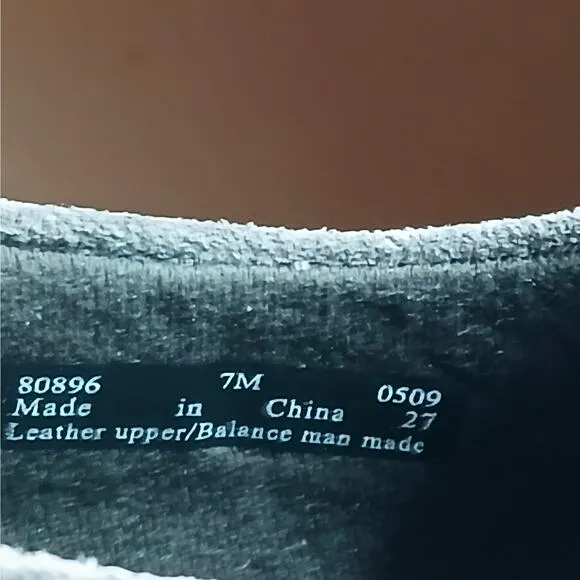 80896 7M 0509
Made in China 27
Leather upper/Balance man made